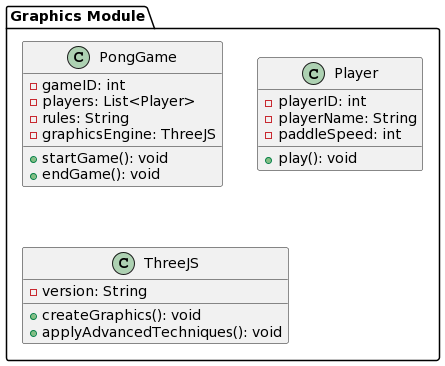 Graphics Module
C PongGame
gameID: int
players: List<Player>
rules: String
graphicsEngine: ThreeJS
startGame(): void
endGame(): void
C Player
playerID: int
playerName: String
paddleSpeed: int
play(): void
C ThreeJS
version: String
createGraphics(): void
applyAdvancedTechniques(): void